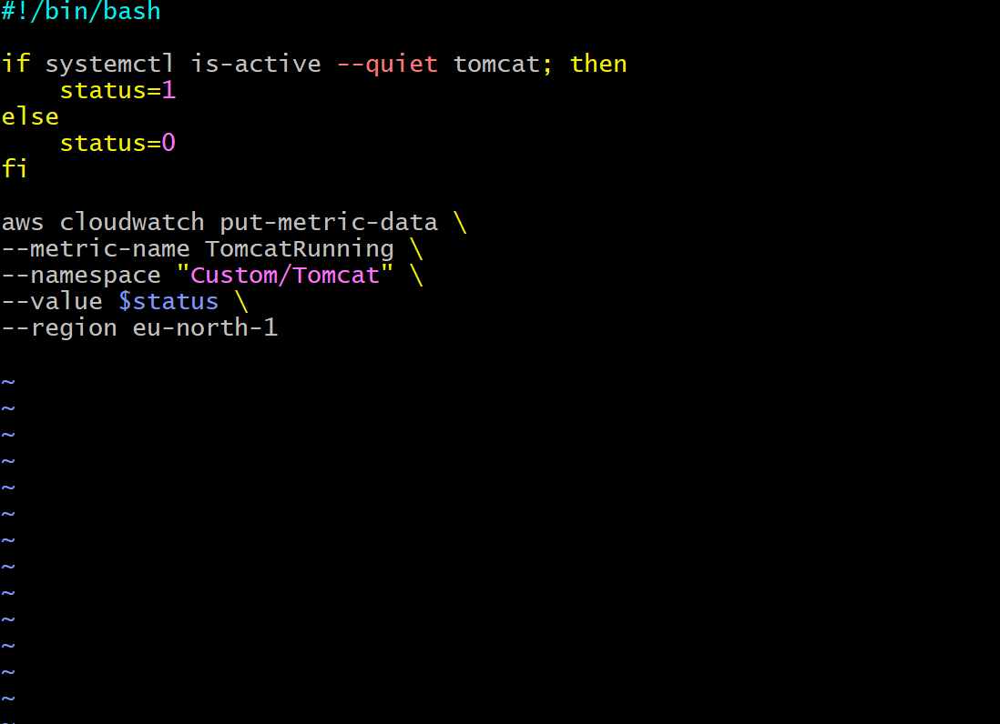 #!/bin/bash

if systemctl is-active --quiet tomcat; then
    status=1
else
    status=0
fi

aws cloudwatch put-metric-data \
--metric-name TomcatRunning \
--namespace "Custom/Tomcat" \
--value $status \
--region eu-north-1

~
~
~
~
~
~
~
~
~
~
~
~
~
~